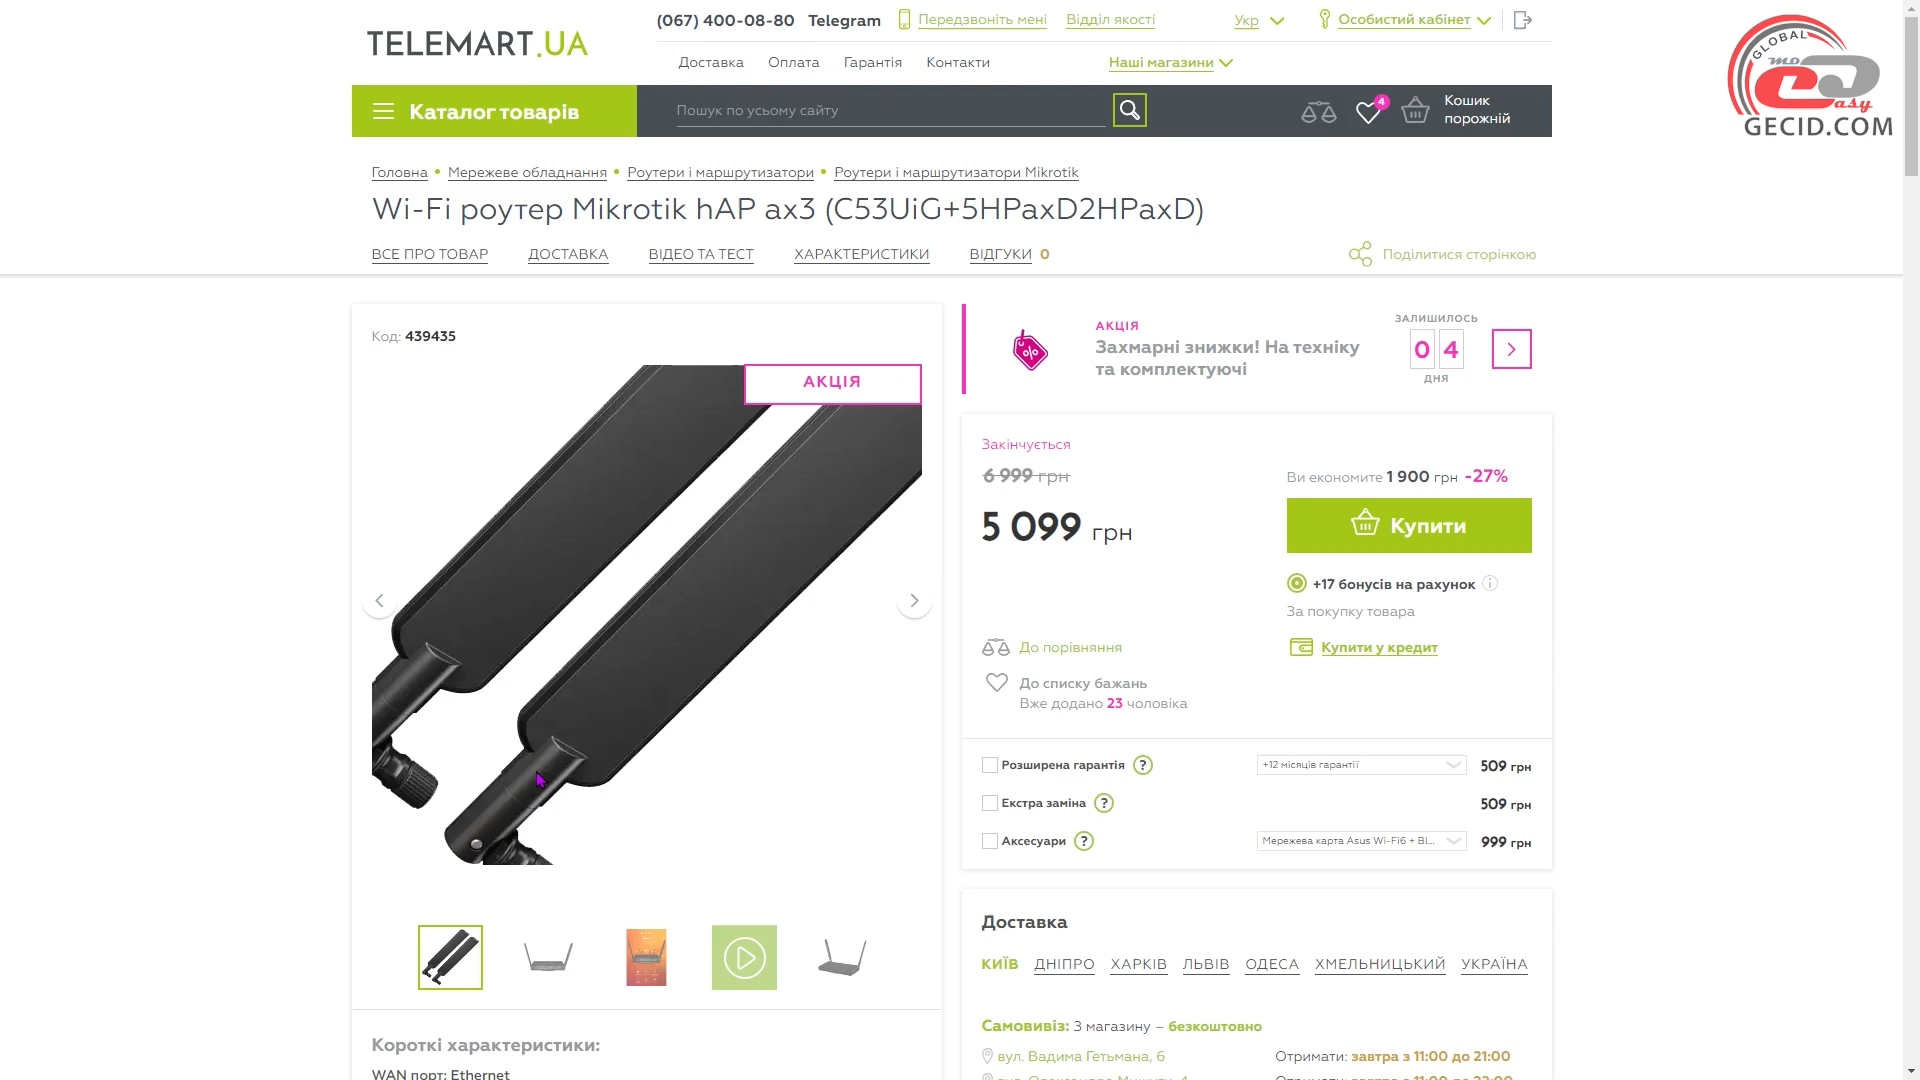 TELEMART.UA
(067) 400-08-80 Telegram Передзвоніть мені Відділ якості Укр Особистий кабінет
Доставка Оплата Гарантія Контакти Наші магазини
Каталог товарів
Пошук по усьому сайту
4
Кошик
порожній
GLOBAL
GECID.COM
Головна Мережеве обладнання Роутери і маршрутизатори Роутери і маршрутизатори Mikrotik
Wi-Fi роутер Mikrotik hAP ax3 (C53UiG+5HPaxD2HPaxD)
ВСЕ ПРО ТОВАР ДОСТАВКА ВІДЕО ТА ТЕСТ ХАРАКТЕРИСТИКИ ВІДГУКИ 0 Поділитися сторінкою
Код: 439435
АКЦІЯ
АКЦІЯ
Захмарні знижки! На техніку
та комплектуючі
ЗАЛИШИЛОСЬ
0 4
ДНЯ
Закінчується
6 999 грн
Ви економите 1 900 грн -27%
5 099 грн
Купити
+17 бонусів на рахунок
За покупку товара
До порівняння
Купити у кредит
До списку бажань
Вже додано 23 чоловіка
Розширена гарантія ? +12 місяців гарантії 509 грн
Екстра заміна ? 509 грн
Аксесуари ? Мережева карта Asus Wi-Fi6 + Bl... 999 грн
Доставка
КИЇВ ДНІПРО ХАРКІВ ЛЬВІВ ОДЕСА ХМЕЛЬНИЦЬКИЙ УКРАЇНА
Самовивіз: З магазину – безкоштовно
вул. Вадима Гетьмана, 6 Отримати: завтра з 11:00 до 21:00
Короткі характеристики:
WAN порт: Ethernet